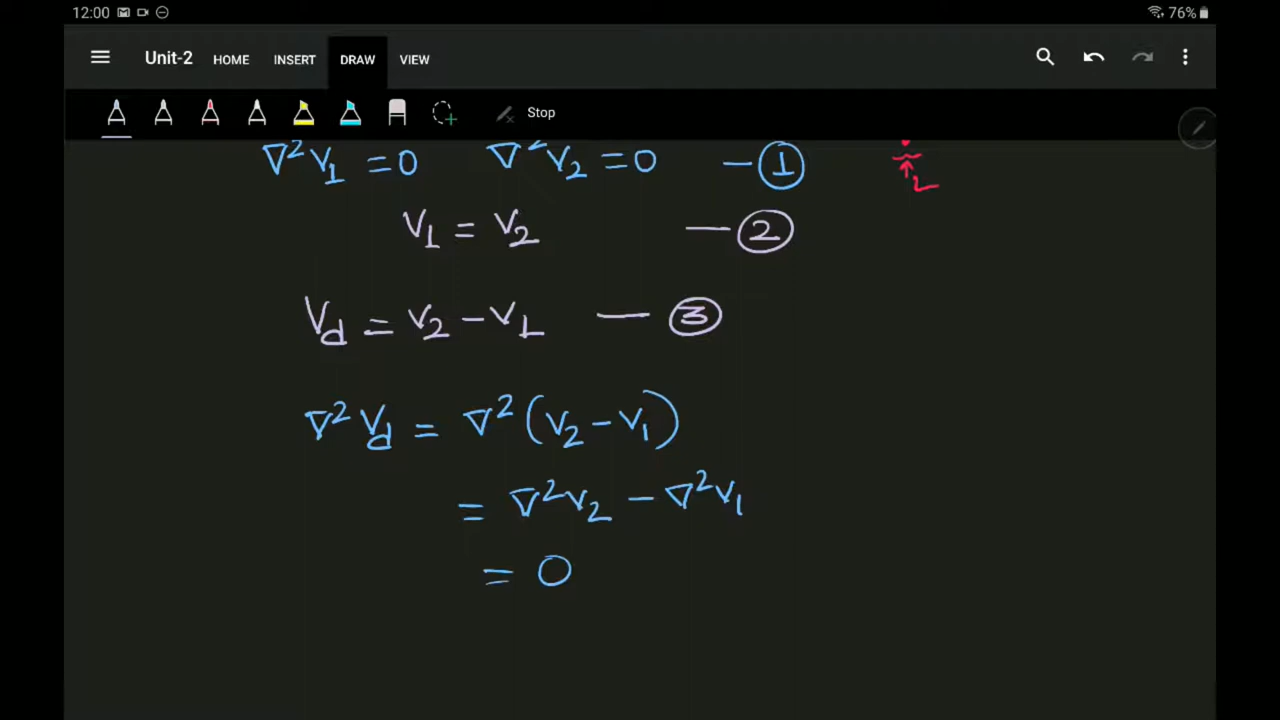 12:00 76%
Unit-2 HOME INSERT DRAW VIEW
Stop
∇²V₁ = 0 ∇²V₂ = 0 — ①
L
V₁ = V₂ — ②
V_d = V₂ - V₁ — ③
∇²V_d = ∇²(V₂ - V₁)
= ∇²V₂ - ∇²V₁
= 0